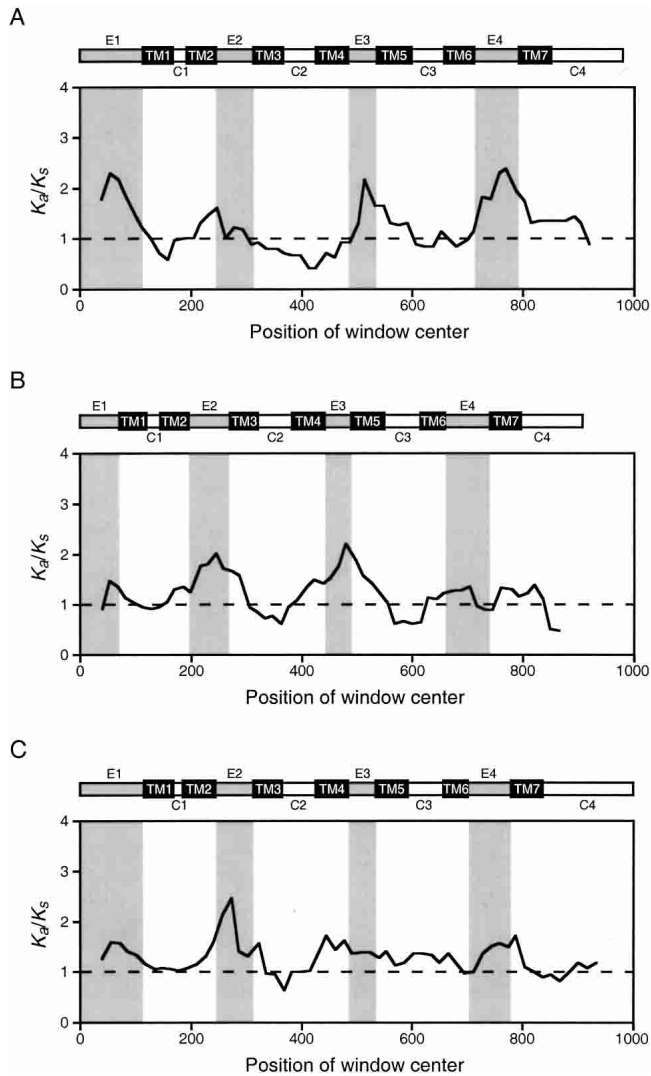 A
E1 E2 E3 E4
TM1 TM2 TM3 TM4 TM5 TM6 TM7
C1 C2 C3 C4
4
3
2
1
0
Ka/Ks
0 200 400 600 800 1000
Position of window center
B
E1 E2 E3 E4
TM1 TM2 TM3 TM4 TM5 TM6 TM7
C1 C2 C3 C4
4
3
2
1
0
Ka/Ks
0 200 400 600 800 1000
Position of window center
C
E1 E2 E3 E4
TM1 TM2 TM3 TM4 TM5 TM6 TM7
C1 C2 C3 C4
4
3
2
1
0
Ka/Ks
0 200 400 600 800 1000
Position of window center